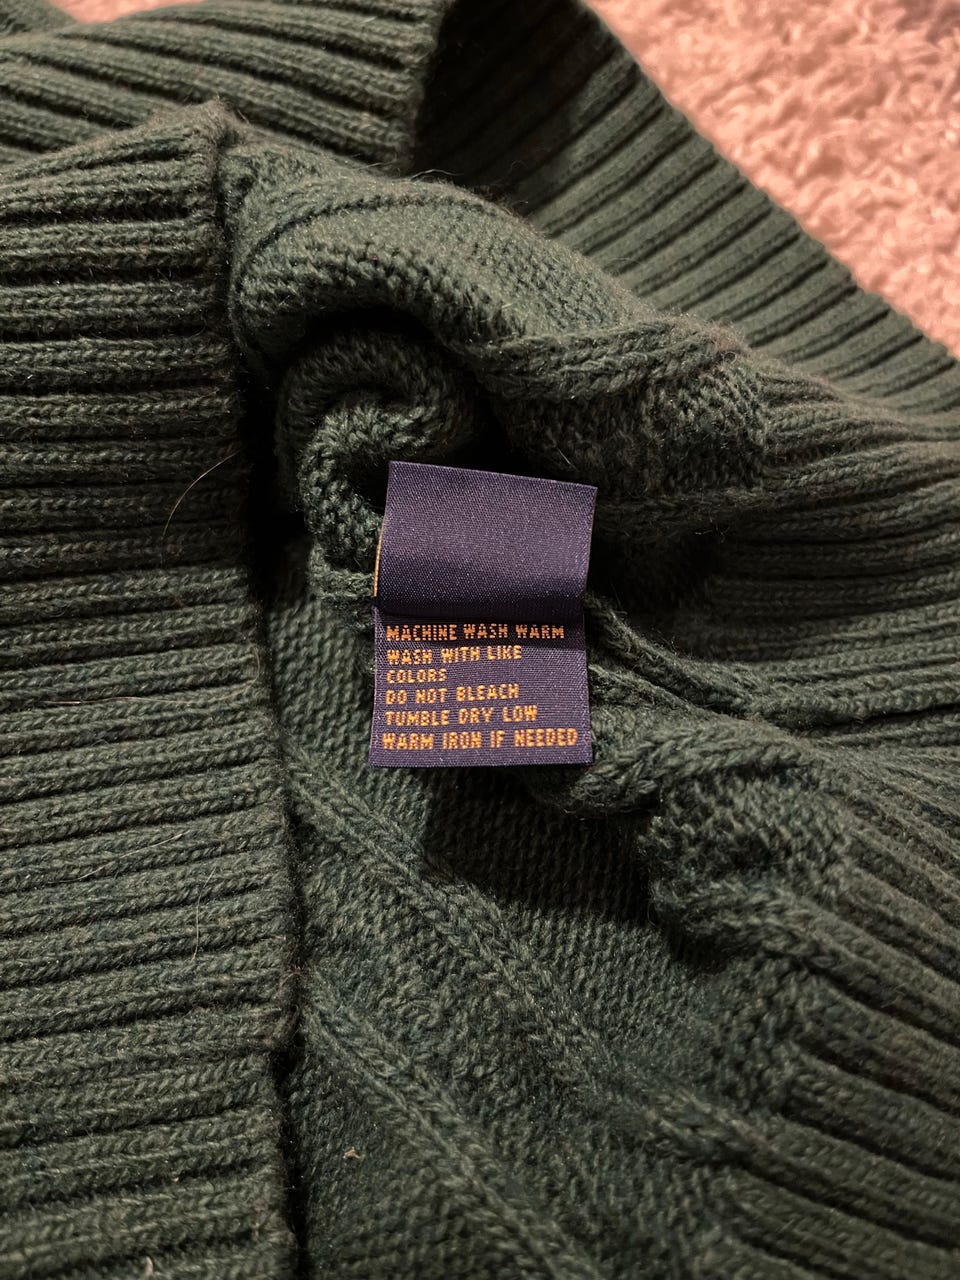 MACHINE WASH WARM
WASH WITH LIKE
COLORS
DO NOT BLEACH
TUMBLE DRY LOW
WARM IRON IF NEEDED